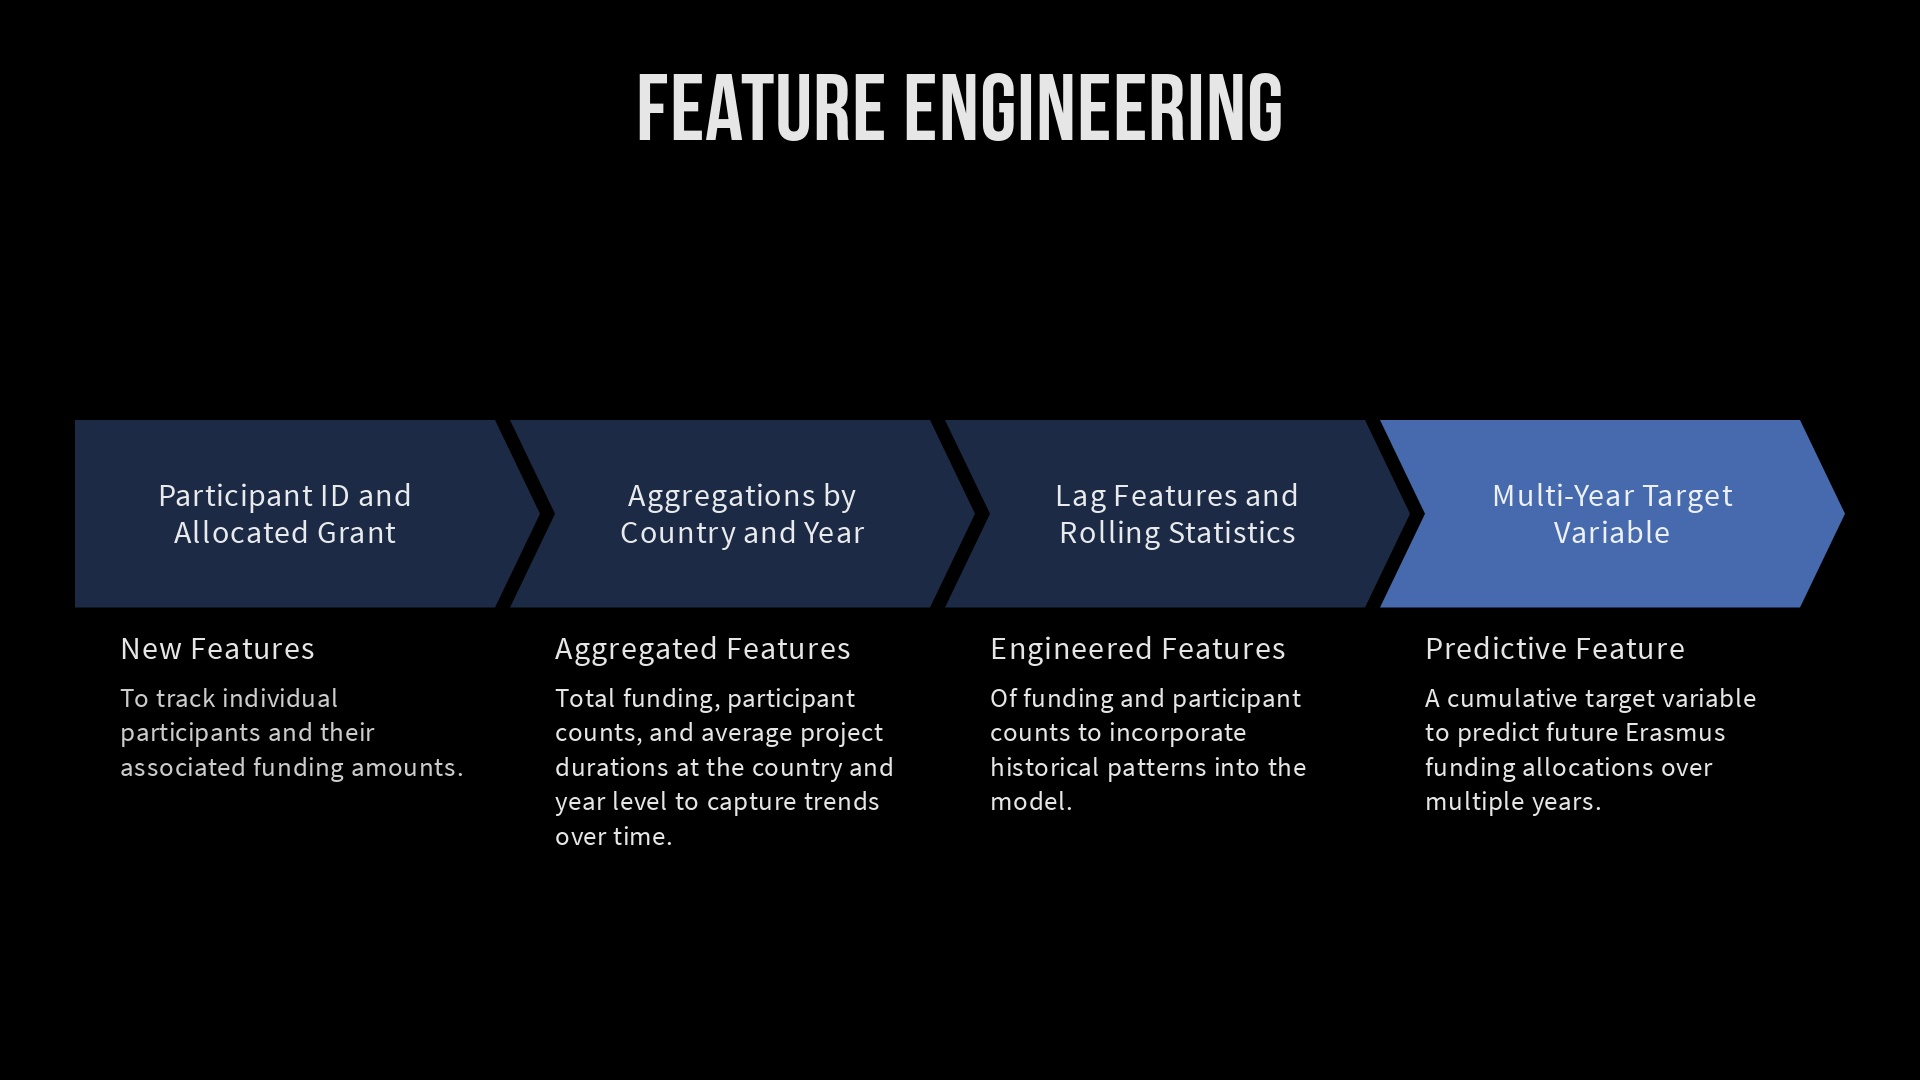 FEATURE ENGINEERING
Participant ID and
Allocated Grant
Aggregations by
Country and Year
Lag Features and
Rolling Statistics
Multi-Year Target
Variable
New Features
To track individual
participants and their
associated funding amounts.
Aggregated Features
Total funding, participant
counts, and average project
durations at the country and
year level to capture trends
over time.
Engineered Features
Of funding and participant
counts to incorporate
historical patterns into the
model.
Predictive Feature
A cumulative target variable
to predict future Erasmus
funding allocations over
multiple years.